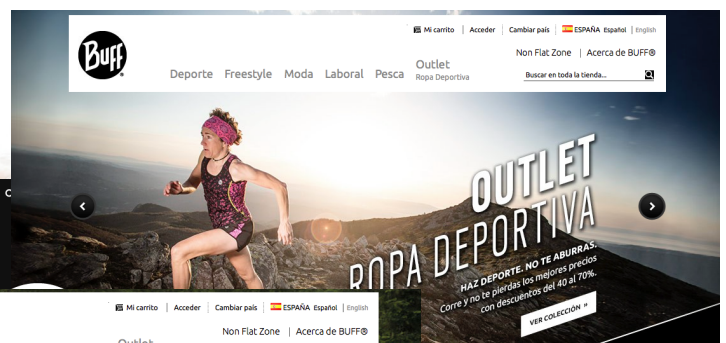 Mi carrito | Acceder | Cambiar país | ESPAÑA Español | English
BUFF®
Non Flat Zone | Acerca de BUFF®
Deporte Freestyle Moda Laboral Pesca Outlet
Ropa Deportiva
Buscar en toda la tienda...
OUTLET
ROPA DEPORTIVA
HAZ DEPORTE. NO TE ABURRAS.
Corre y no te pierdas los mejores precios
con descuentos del 40 al 70%.
VER COLECCIÓN »
Mi carrito | Acceder | Cambiar país | ESPAÑA Español | English
Non Flat Zone | Acerca de BUFF®
Outlet